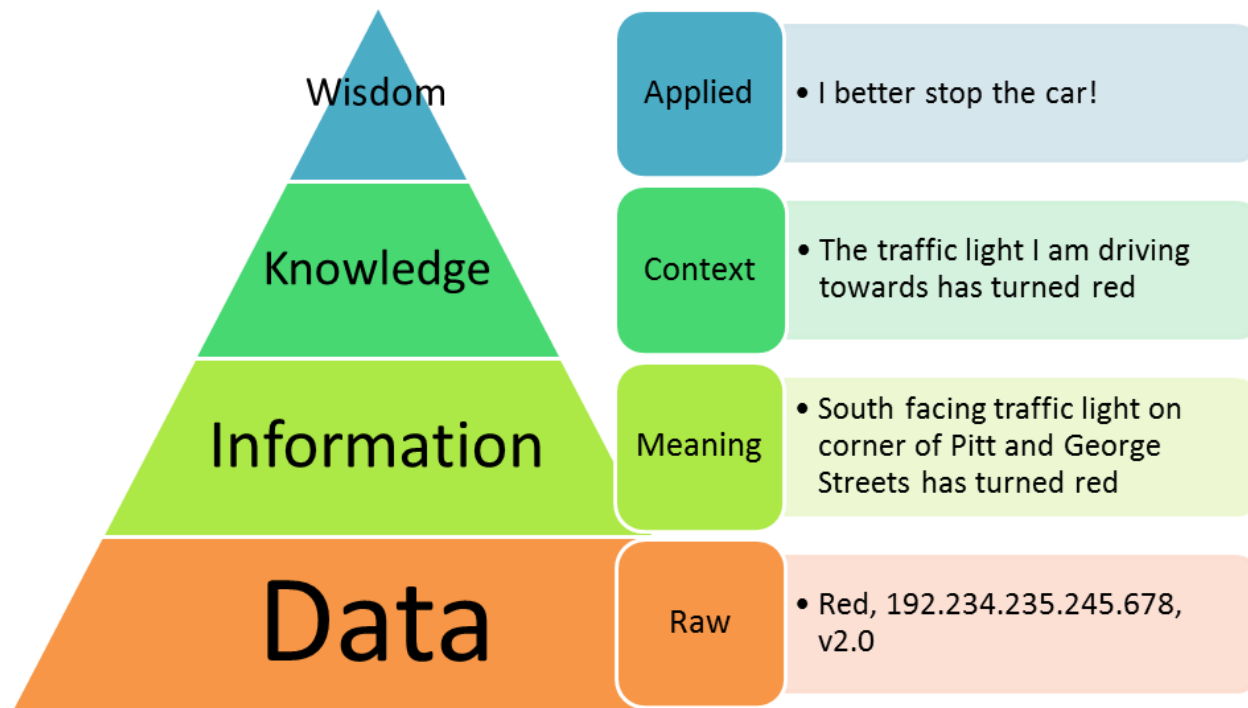 Wisdom
Applied
• I better stop the car!
Knowledge
Context
• The traffic light I am driving
towards has turned red
Information
Meaning
• South facing traffic light on
corner of Pitt and George
Streets has turned red
Data
Raw
• Red, 192.234.235.245.678,
v2.0